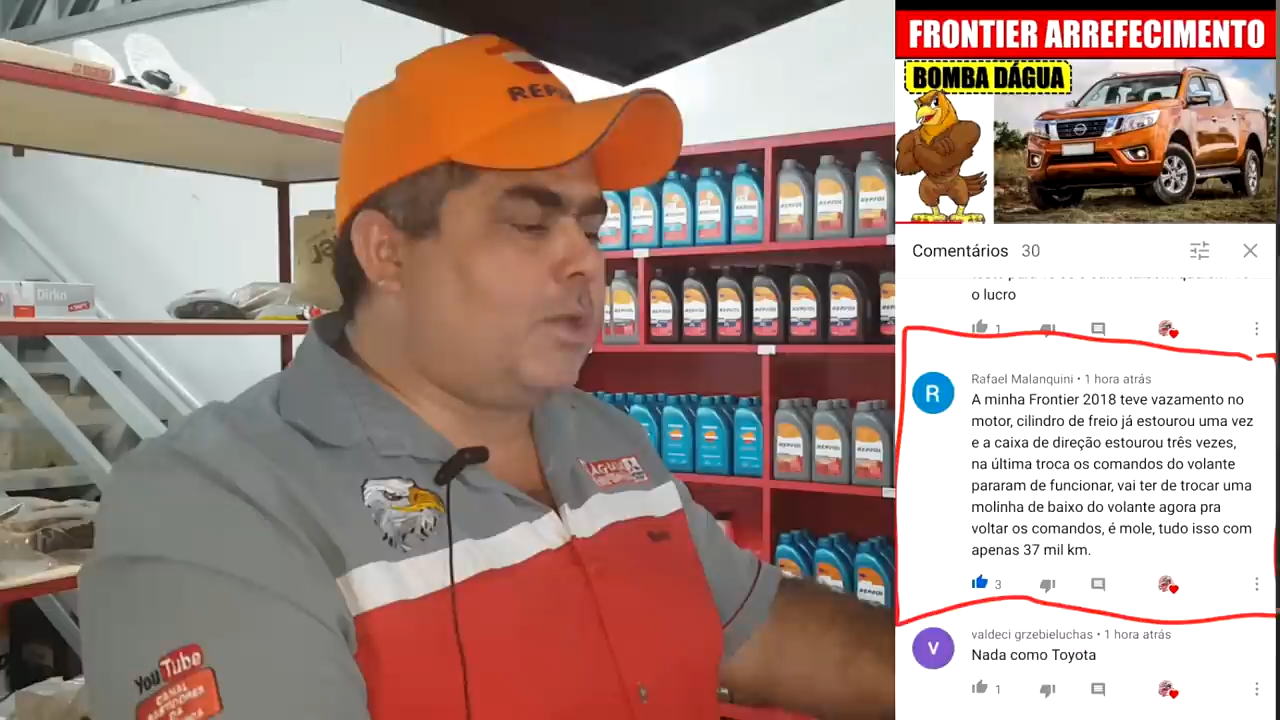 FRONTIER ARREFECIMENTO
BOMBA DÁGUA
Comentários 30
o lucro
1
Rafael Malanquini • 1 hora atrás
A minha Frontier 2018 teve vazamento no
motor, cilindro de freio já estourou uma vez
e a caixa de direção estourou três vezes,
na última troca os comandos do volante
pararam de funcionar, vai ter de trocar uma
molinha de baixo do volante agora pra
voltar os comandos, é mole, tudo isso com
apenas 37 mil km.
3
valdeci grzebieluchas • 1 hora atrás
Nada como Toyota
1
R
V
Dirko
REPSOL
REPSOL
REPSOL
YouTube
CANAL